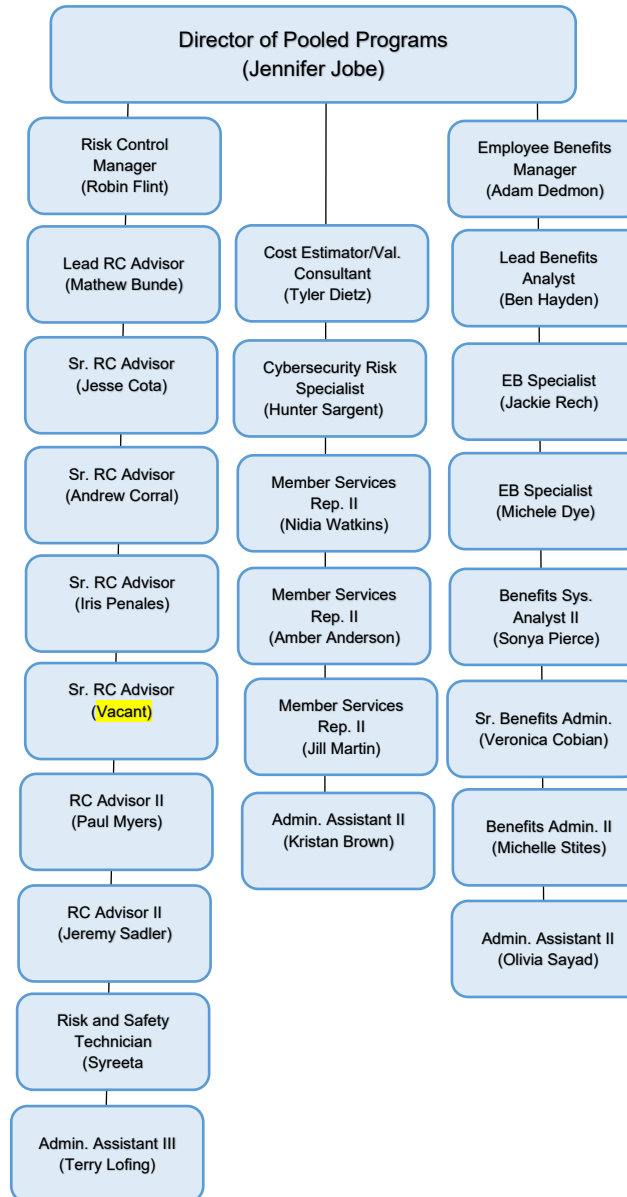 Director of Pooled Programs
(Jennifer Jobe)
Risk Control
Manager
(Robin Flint)
Lead RC Advisor
(Mathew Bunde)
Sr. RC Advisor
(Jesse Cota)
Sr. RC Advisor
(Andrew Corral)
Sr. RC Advisor
(Iris Penales)
Sr. RC Advisor
(Vacant)
RC Advisor II
(Paul Myers)
RC Advisor II
(Jeremy Sadler)
Risk and Safety
Technician
(Syreeta
Admin. Assistant III
(Terry Lofing)
Cost Estimator/Val.
Consultant
(Tyler Dietz)
Cybersecurity Risk
Specialist
(Hunter Sargent)
Member Services
Rep. II
(Nidia Watkins)
Member Services
Rep. II
(Amber Anderson)
Member Services
Rep. II
(Jill Martin)
Admin. Assistant II
(Kristan Brown)
Employee Benefits
Manager
(Adam Dedmon)
Lead Benefits
Analyst
(Ben Hayden)
EB Specialist
(Jackie Rech)
EB Specialist
(Michele Dye)
Benefits Sys.
Analyst II
(Sonya Pierce)
Sr. Benefits Admin.
(Veronica Cobian)
Benefits Admin. II
(Michelle Stites)
Admin. Assistant II
(Olivia Sayad)